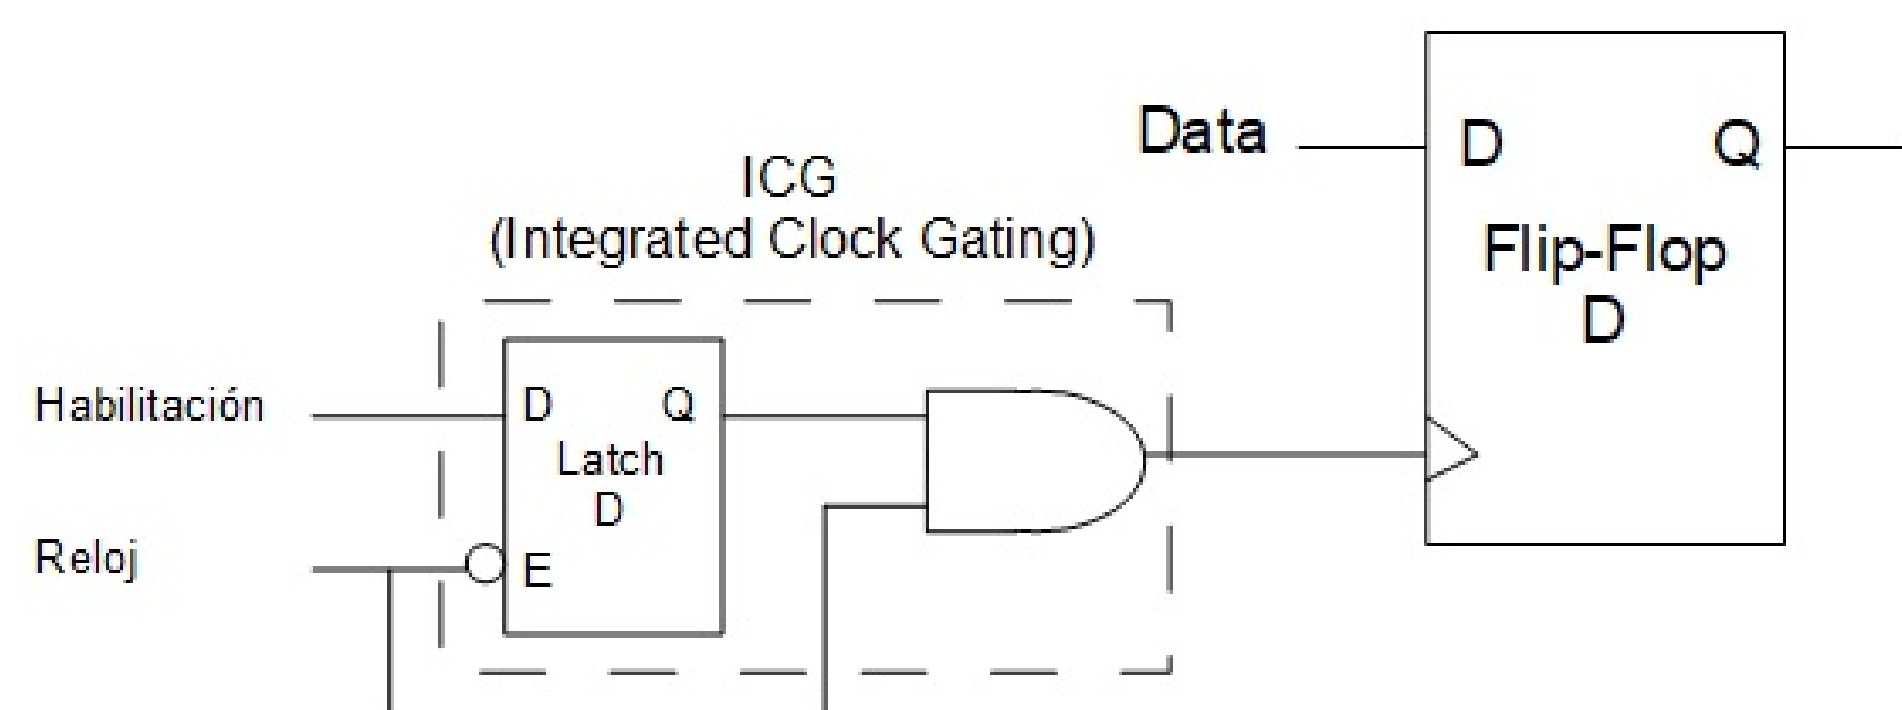 ICG
(Integrated Clock Gating)
Data
D
Q
Flip-Flop
D
Habilitación
D
Q
Latch
D
Reloj
E